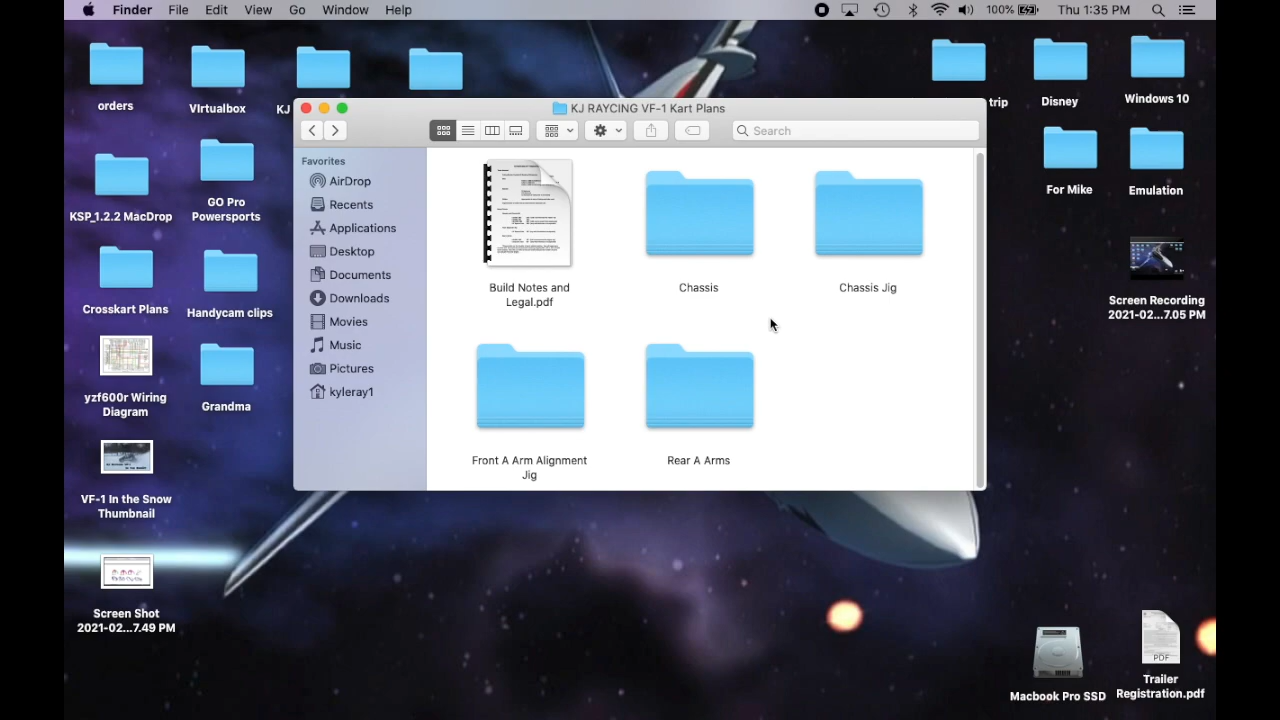 Finder File Edit View Go Window Help 100% Thu 1:35 PM
orders
VIrtualbox
KJ
trip
Disney
Windows 10
KJ RAYCING VF-1 Kart Plans
Search
Favorites
AirDrop
Recents
Applications
Desktop
Documents
Downloads
Movies
Music
Pictures
kyleray1
Build Notes and
Legal.pdf
Chassis
Chassis Jig
Front A Arm Alignment
Jig
Rear A Arms
KSP_1.2.2 MacDrop
GO Pro
Powersports
For Mike
Emulation
Crosskart Plans
Handycam clips
Screen Recording
2021-02...7.05 PM
yzf600r Wiring
Diagram
Grandma
VF-1 In the Snow
Thumbnail
Screen Shot
2021-02...7.49 PM
Macbook Pro SSD
PDF
Trailer
Registration.pdf